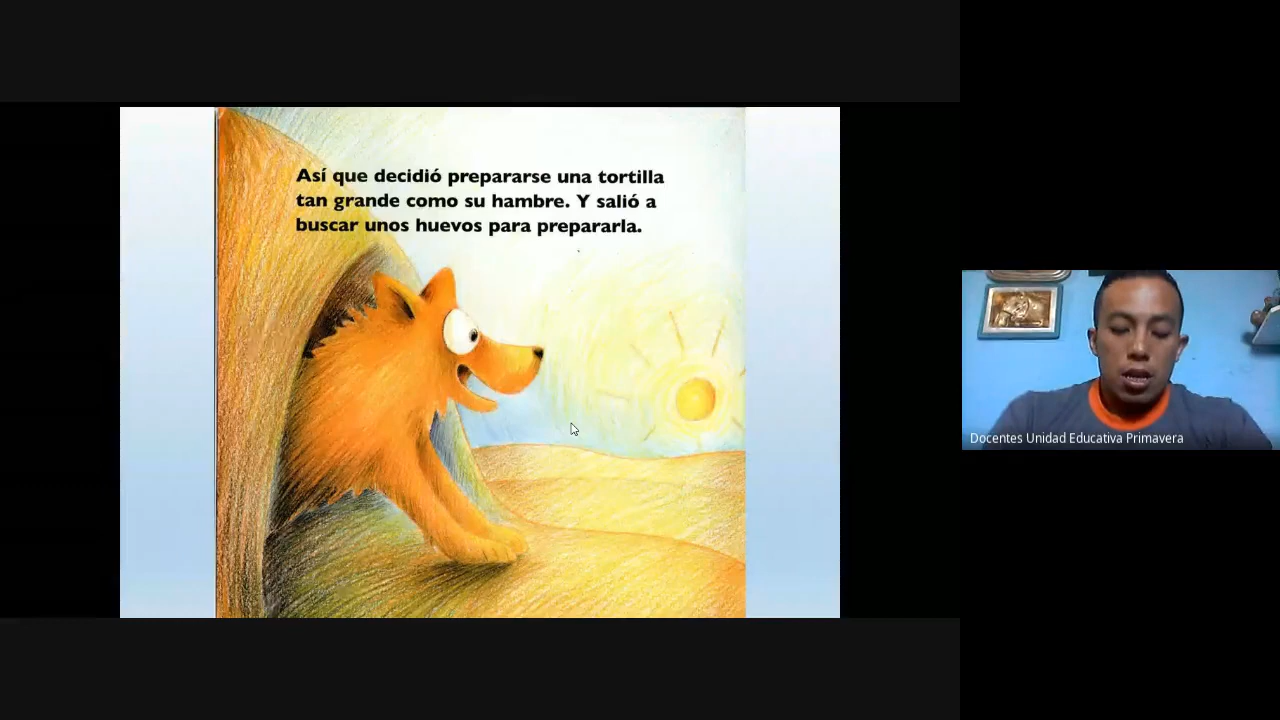 Así que decidió prepararse una tortilla
tan grande como su hambre. Y salió a
buscar unos huevos para prepararla.
Docentes Unidad Educativa Primavera